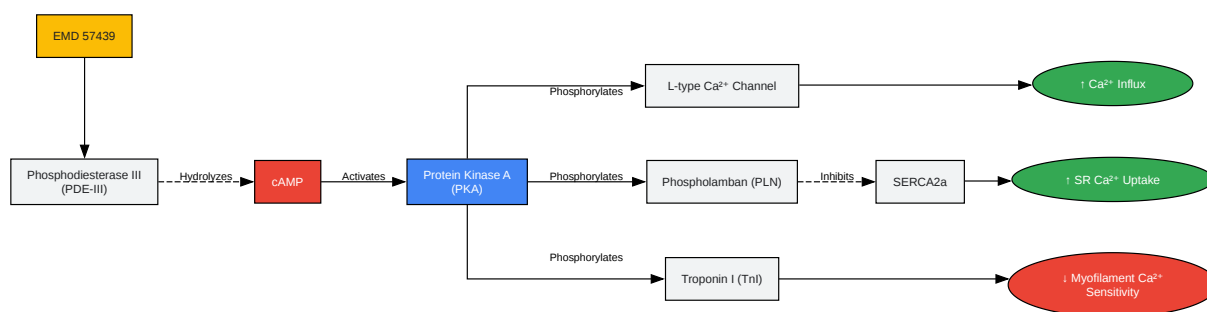 EMD 57439
Phosphodiesterase III
(PDE-III)
Hydrolyzes
cAMP
Activates
Protein Kinase A
(PKA)
Phosphorylates
L-type Ca²⁺ Channel
↑ Ca²⁺ Influx
Phosphorylates
Phospholamban (PLN)
Inhibits
SERCA2a
↑ SR Ca²⁺ Uptake
Phosphorylates
Troponin I (TnI)
↓ Myofilament Ca²⁺
Sensitivity